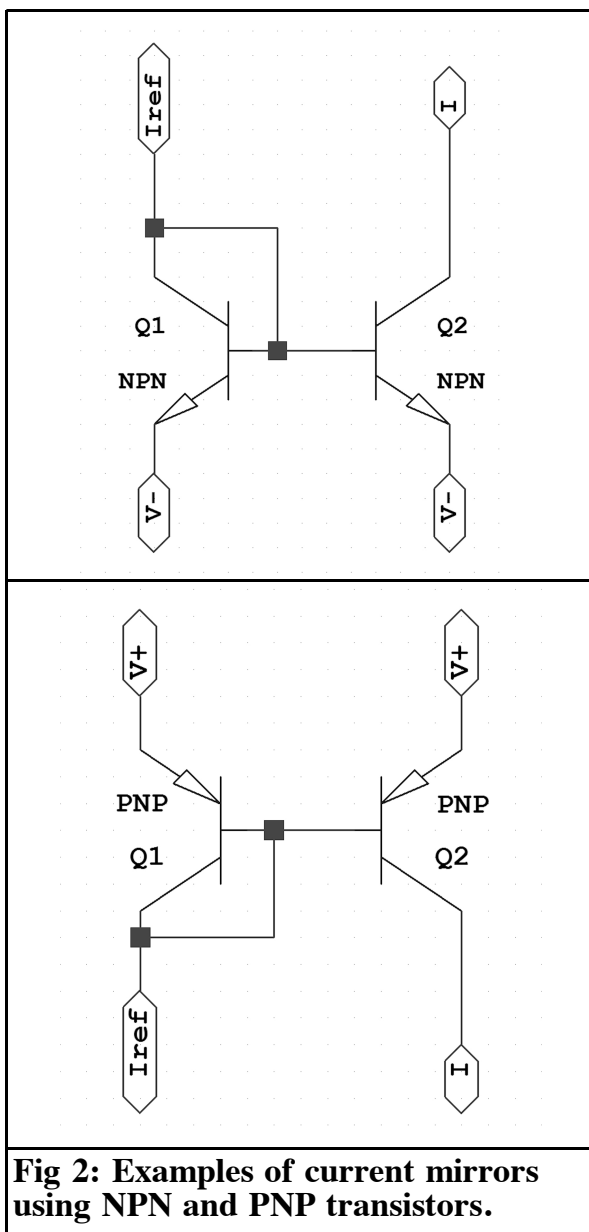 Iref
I
Q1
Q2
NPN
NPN
V-
V-
V+
V+
PNP
PNP
Q1
Q2
Iref
I
Fig 2: Examples of current mirrors
using NPN and PNP transistors.